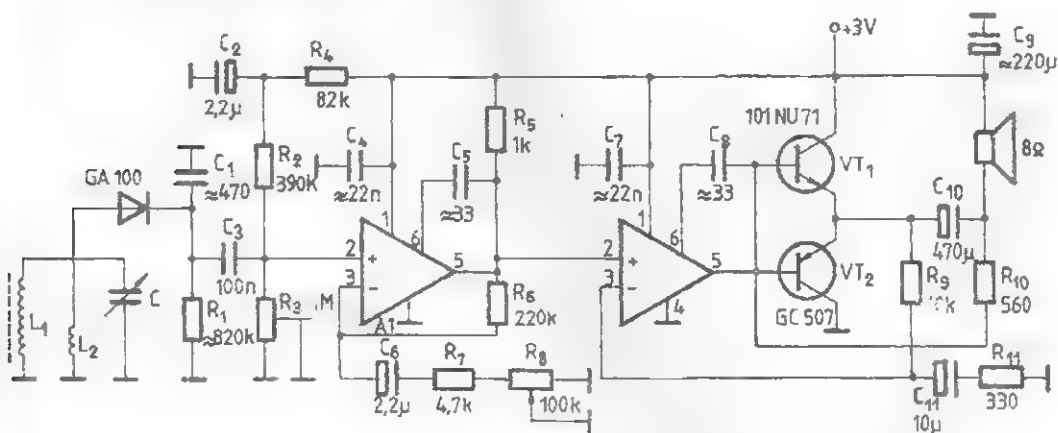 +3V
C₂
2,2µ
R₄
82k
C₉
≈220µ
GA 100
C₁
≈470
R₂
390k
C₄
≈22n
C₅
≈33
R₅
1k
C₇
≈22n
C₈
≈33
101 NU 71
VT₁
8Ω
C₃
100n
1
6
2
+
3
−
5
1
6
2
+
3
−
5
4
C₁₀
470µ
VT₂
GC 507
R₉
R₁₀
560
L₁
L₂
C
R₁
≈820k
R₃
M
A1
R₆
220k
C₆
2,2µ
R₇
4,7k
R₈
100k
C₁₁
10µ
R₁₁
330